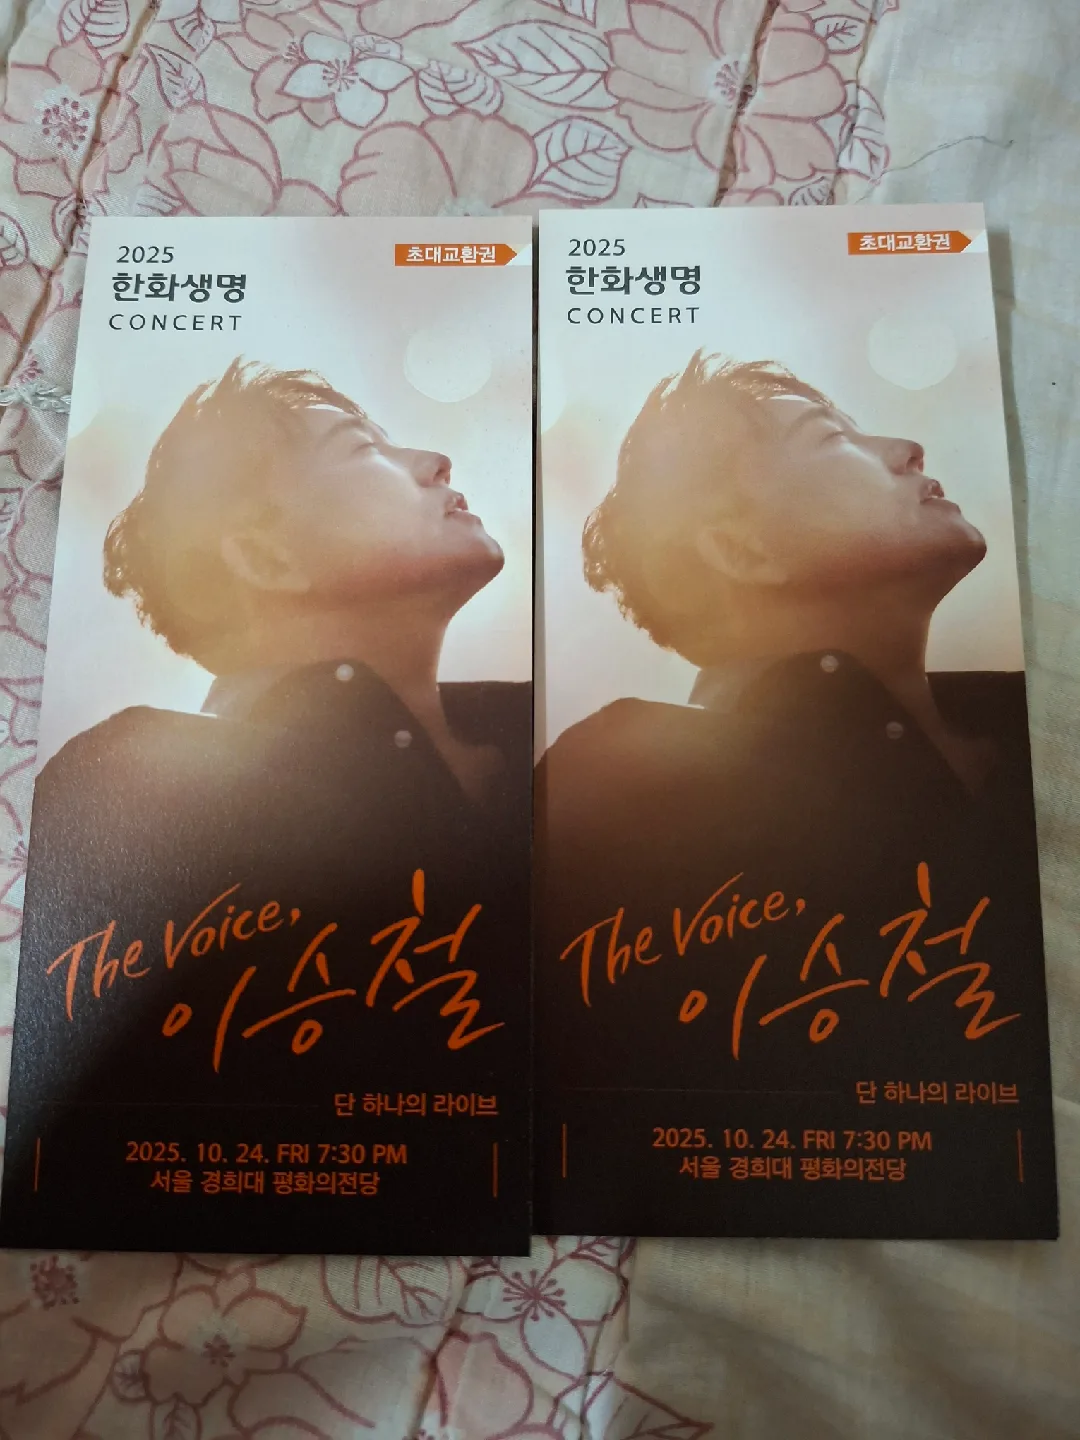 2025
한화생명
CONCERT
초대교환권
The Voice,
이승철
단 하나의 라이브
2025. 10. 24. FRI 7:30 PM
서울 경희대 평화의전당
2025
한화생명
CONCERT
초대교환권
The Voice,
이승철
단 하나의 라이브
2025. 10. 24. FRI 7:30 PM
서울 경희대 평화의전당